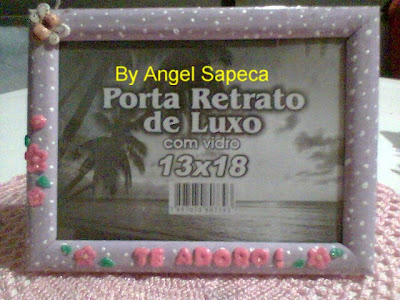 By Angel Sapeca
Porta Retrato
de Luxo
com vidro
13x18
TE ADORO!